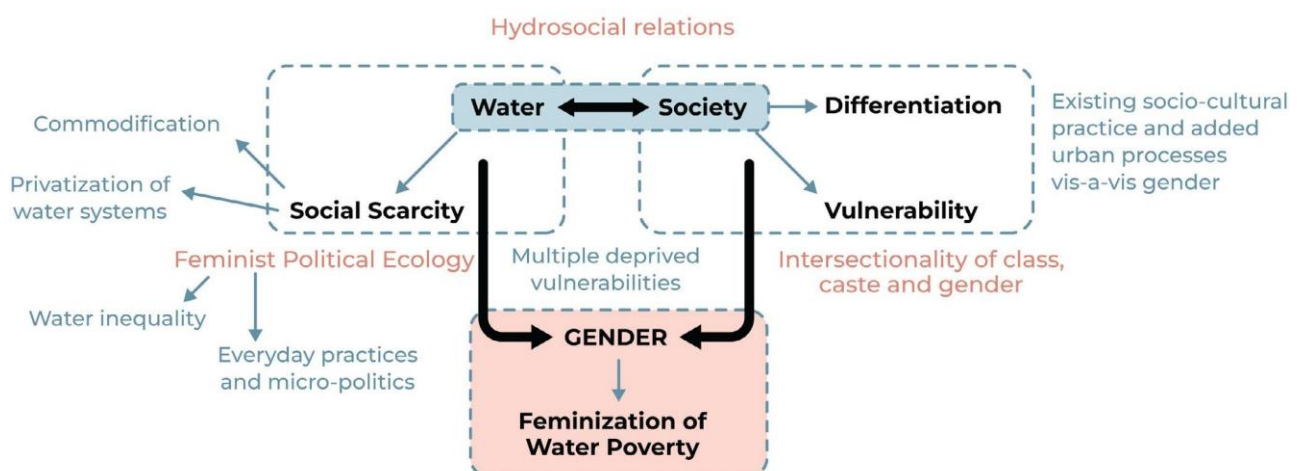 Hydrosocial relations
Water
Society
Differentiation
Existing socio-cultural
practice and added
urban processes
vis-a-vis gender
Commodification
Privatization of
water systems
Social Scarcity
Vulnerability
Feminist Political Ecology
Multiple deprived
vulnerabilities
Intersectionality of class,
caste and gender
Water inequality
Everyday practices
and micro-politics
GENDER
Feminization of
Water Poverty